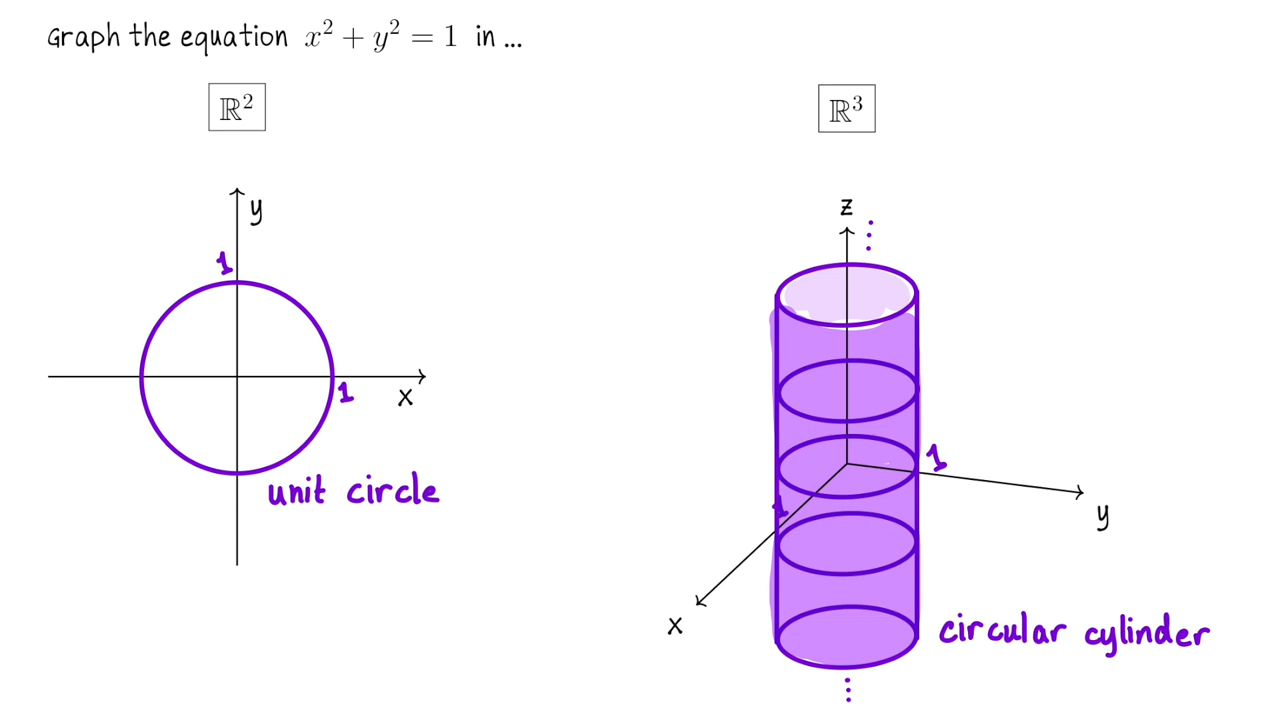 Graph the equation x² + y² = 1 in ...
ℝ²
ℝ³
y
1
1
x
unit circle
z
⋮
1
1
y
x
circular cylinder
⋮